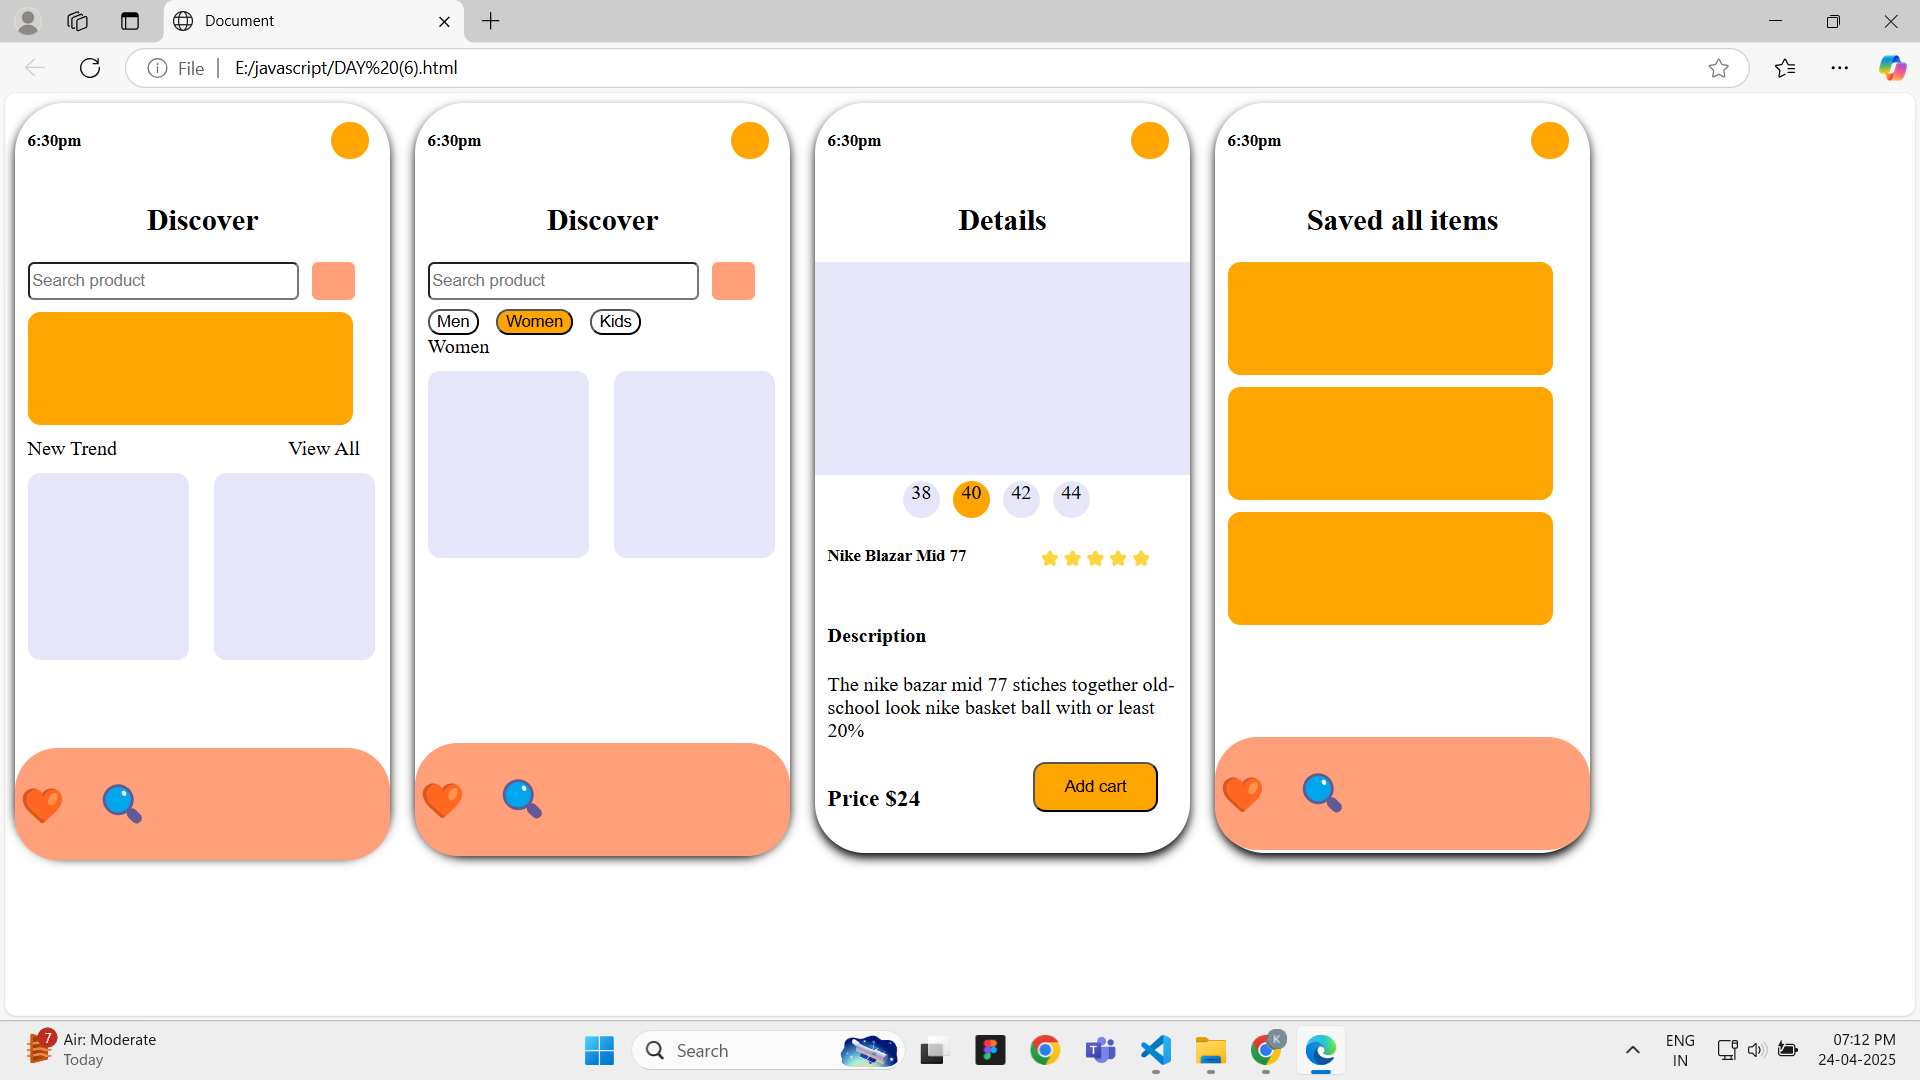 Document
File
E:/javascript/DAY%20(6).html
6:30pm
Discover
Search product
New Trend
View All
6:30pm
Discover
Search product
Men
Women
Kids
Women
6:30pm
Details
38
40
42
44
Nike Blazar Mid 77
Description
The nike bazar mid 77 stiches together old-
school look nike basket ball with or least
20%
Price $24
Add cart
6:30pm
Saved all items
7
Air: Moderate
Today
Search
K
ENG
IN
07:12 PM
24-04-2025